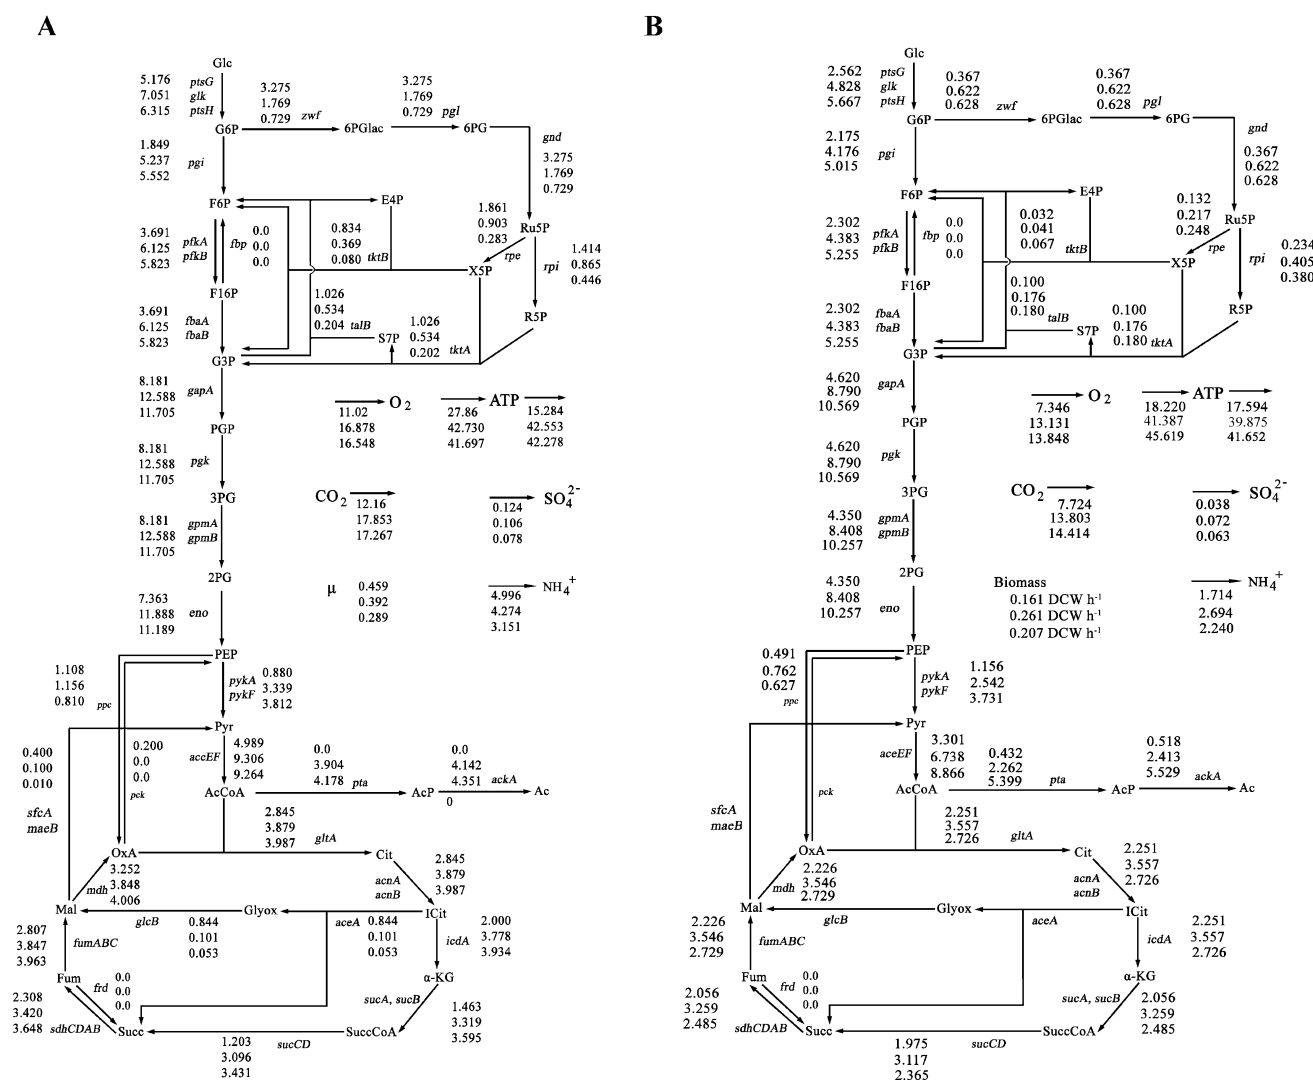 A
Glc
5.176 ptsG
7.051 glk
6.315 ptsH
3.275
1.769
0.729 zwf
3.275
1.769
0.729 pgl
G6P
6PGlac
6PG
gnd
3.275
1.769
0.729
1.849
5.237 pgi
5.552
F6P
E4P
Ru5P
1.861
0.903
0.283 rpe
1.414
0.865
0.446
rpi
3.691
6.125 pfkA
5.823 pfkB
fbp
0.0
0.0
0.0
0.834
0.369
0.080 tktB
X5P
F16P
R5P
3.691
6.125 fbaA
5.823 fbaB
1.026
0.534
0.204 talB
S7P
1.026
0.534
0.202 tktA
G3P
8.181
12.588 gapA
11.705
O2
11.02
16.878
16.548
ATP
27.86
42.730
41.697
15.284
42.553
42.278
PGP
8.181
12.588 pgk
11.705
3PG
CO2
12.16
17.853
17.267
SO4 2-
0.124
0.106
0.078
8.181
12.588 gpmA
11.705 gpmB
2PG
μ
0.459
0.392
0.289
NH4+
4.996
4.274
3.151
7.363
11.888 eno
11.189
PEP
1.108
1.156
0.810
ppc
pykA
pykF
0.880
3.339
3.812
Pyr
0.400
0.100
0.010
0.200
0.0
0.0
pck
aceEF
4.989
9.306
9.264
0.0
3.904
4.178 pta
0.0
4.142
4.351 ackA
0
AcCoA
AcP
Ac
sfcA
maeB
2.845
3.879
3.987
gltA
OxA
Cit
3.252
3.848
4.006
mdh
acnA
acnB
2.845
3.879
3.987
Mal
Glyox
ICit
glcB
0.844
0.101
0.053
aceA
0.844
0.101
0.053
2.000
3.778
3.934
icdA
2.807
3.847
3.963
fumABC
Fum
frd
0.0
0.0
0.0
α-KG
2.308
3.420
3.648
sdhCDAB
Succ
SuccCoA
sucA, sucB
1.463
3.319
3.595
1.203
3.096
3.431
sucCD
B
Glc
2.562 ptsG
4.828 glk
5.667 ptsH
0.367
0.622
0.628 zwf
0.367
0.622
0.628 pgl
G6P
6PGlac
6PG
gnd
0.367
0.622
0.628
2.175
4.176 pgi
5.015
F6P
E4P
Ru5P
0.132
0.217
0.248 rpe
0.234
0.405
0.380
rpi
2.302
4.383 pfkA
5.255 pfkB
fbp
0.0
0.0
0.0
0.032
0.041
0.067 tktB
X5P
F16P
R5P
2.302
4.383 fbaA
5.255 fbaB
0.100
0.176
0.180 talB
S7P
0.100
0.176
0.180 tktA
G3P
4.620
8.790 gapA
10.569
O2
7.346
13.131
13.848
ATP
18.220
41.387
45.619
17.594
39.875
41.652
PGP
4.620
8.790 pgk
10.569
3PG
CO2
7.724
13.803
14.414
SO4 2-
0.038
0.072
0.063
4.350
8.408 gpmA
10.257 gpmB
2PG
Biomass
0.161 DCW h-1
0.261 DCW h-1
0.207 DCW h-1
NH4+
1.714
2.694
2.240
4.350
8.408 eno
10.257
PEP
0.491
0.762
0.627
ppc
pykA
pykF
1.156
2.542
3.731
Pyr
pck
aceEF
3.301
6.738
8.866
0.432
2.262
5.399 pta
0.518
2.413
5.529 ackA
AcCoA
AcP
Ac
sfcA
maeB
2.251
3.557
2.726
gltA
OxA
Cit
2.226
3.546
2.729
mdh
acnA
acnB
2.251
3.557
2.726
Mal
Glyox
ICit
glcB
aceA
2.251
3.557
2.726
icdA
2.226
3.546
2.729
fumABC
Fum
frd
0.0
0.0
0.0
α-KG
2.056
3.259
2.485
sdhCDAB
Succ
SuccCoA
sucA, sucB
2.056
3.259
2.485
1.975
3.117
2.365
sucCD